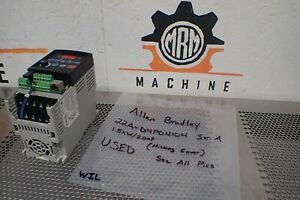 MRM
MACHINE
Allen Bradley
22A-D4P0N104 Ser. A
1.5kW/2.0HP
(Missing Cover)
USED
See All Pics
WIL